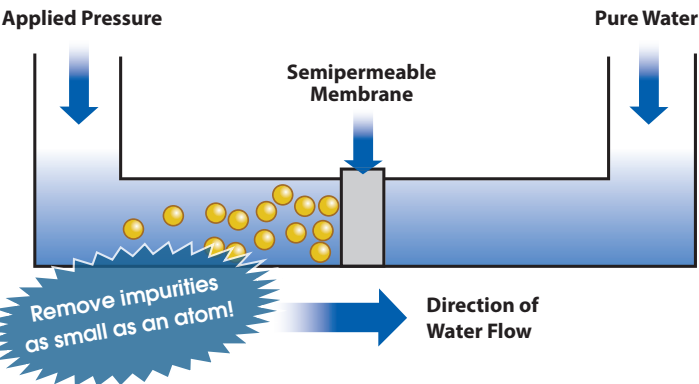 Applied Pressure
Pure Water
Semipermeable
Membrane
Remove impurities
as small as an atom!
Direction of
Water Flow